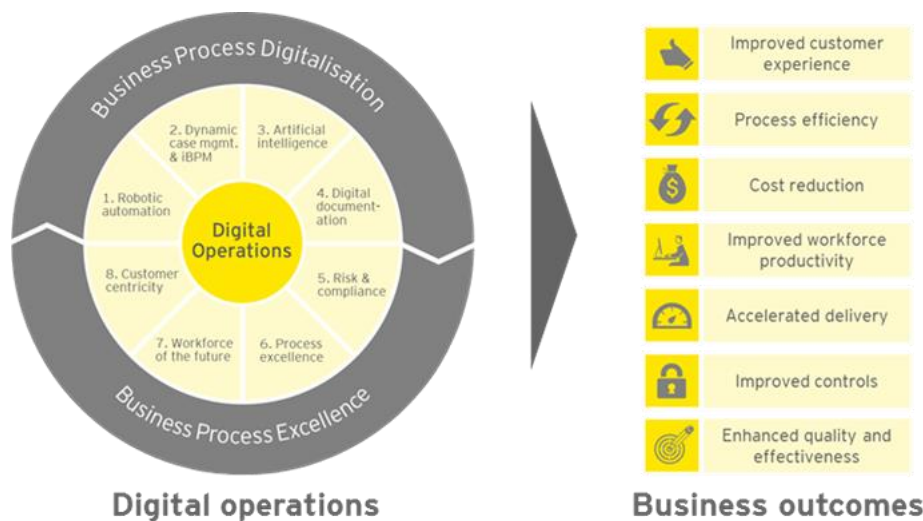 Business Process Digitalisation
1. Robotic
automation
2. Dynamic
case mgmt.
& iBPM
3. Artificial
intelligence
4. Digital
document-
ation
5. Risk &
compliance
6. Process
excellence
7. Workforce
of the future
8. Customer
centricity
Digital
Operations
Business Process Excellence
Digital operations
Improved customer
experience
Process efficiency
$
Cost reduction
Improved workforce
productivity
Accelerated delivery
Improved controls
Enhanced quality and
effectiveness
Business outcomes